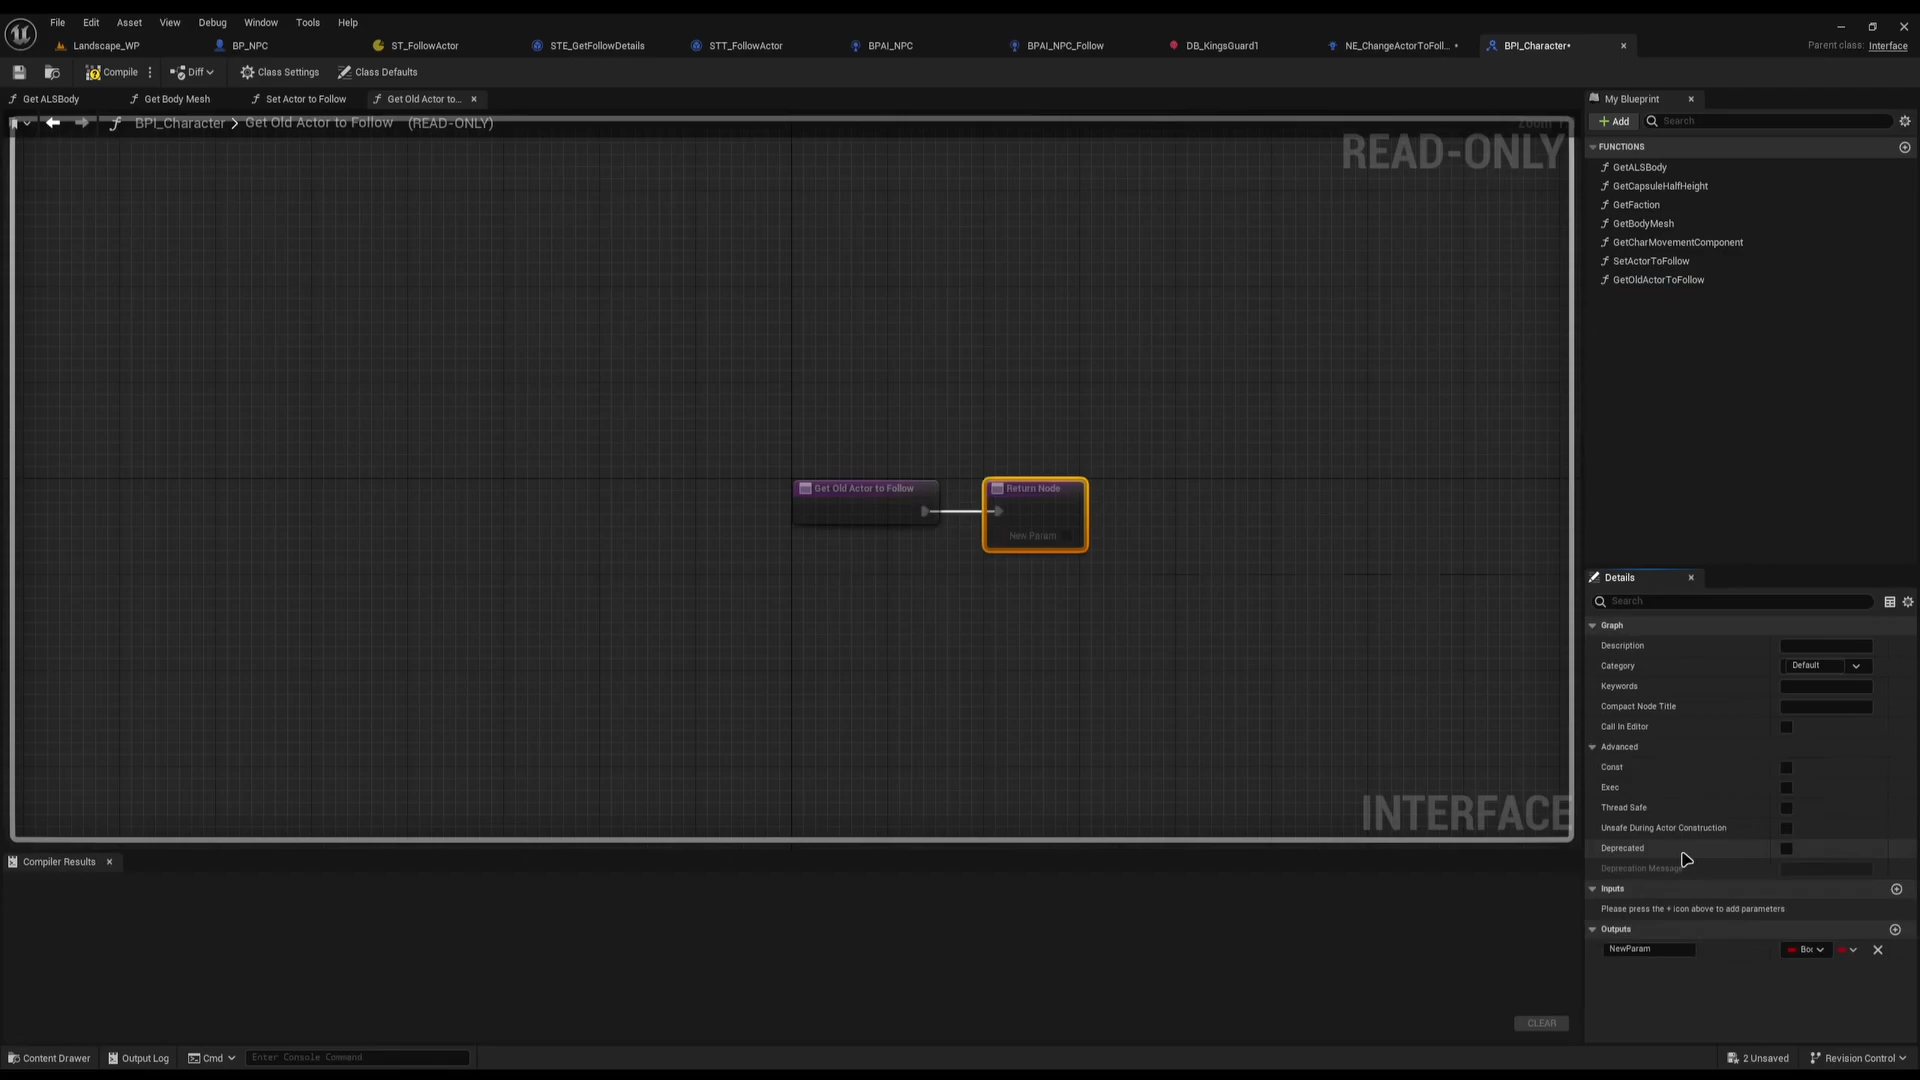 File Edit Asset View Debug Window Tools Help
Landscape_WP BP_NPC ST_FollowActor STE_GetFollowDetails STT_FollowActor BPAI_NPC BPAI_NPC_Follow DB_KingsGuard1 NE_ChangeActorToFoll... • BPI_Character• Parent class: Interface
Compile Diff Class Settings Class Defaults
Get ALSBody Get Body Mesh Set Actor to Follow Get Old Actor to...
BPI_Character > Get Old Actor to Follow (READ-ONLY)
READ-ONLY
Get Old Actor to Follow
Return Node
New Param
INTERFACE
Compiler Results
CLEAR
My Blueprint
+ Add Search
FUNCTIONS
GetALSBody
GetCapsuleHalfHeight
GetFaction
GetBodyMesh
GetCharMovementComponent
SetActorToFollow
GetOldActorToFollow
Details
Search
Graph
Description
Category Default
Keywords
Compact Node Title
Call In Editor
Advanced
Const
Exec
Thread Safe
Unsafe During Actor Construction
Deprecated
Deprecation Message
Inputs
Please press the + icon above to add parameters
Outputs
NewParam Boo
Content Drawer Output Log Cmd Enter Console Command 2 Unsaved Revision Control